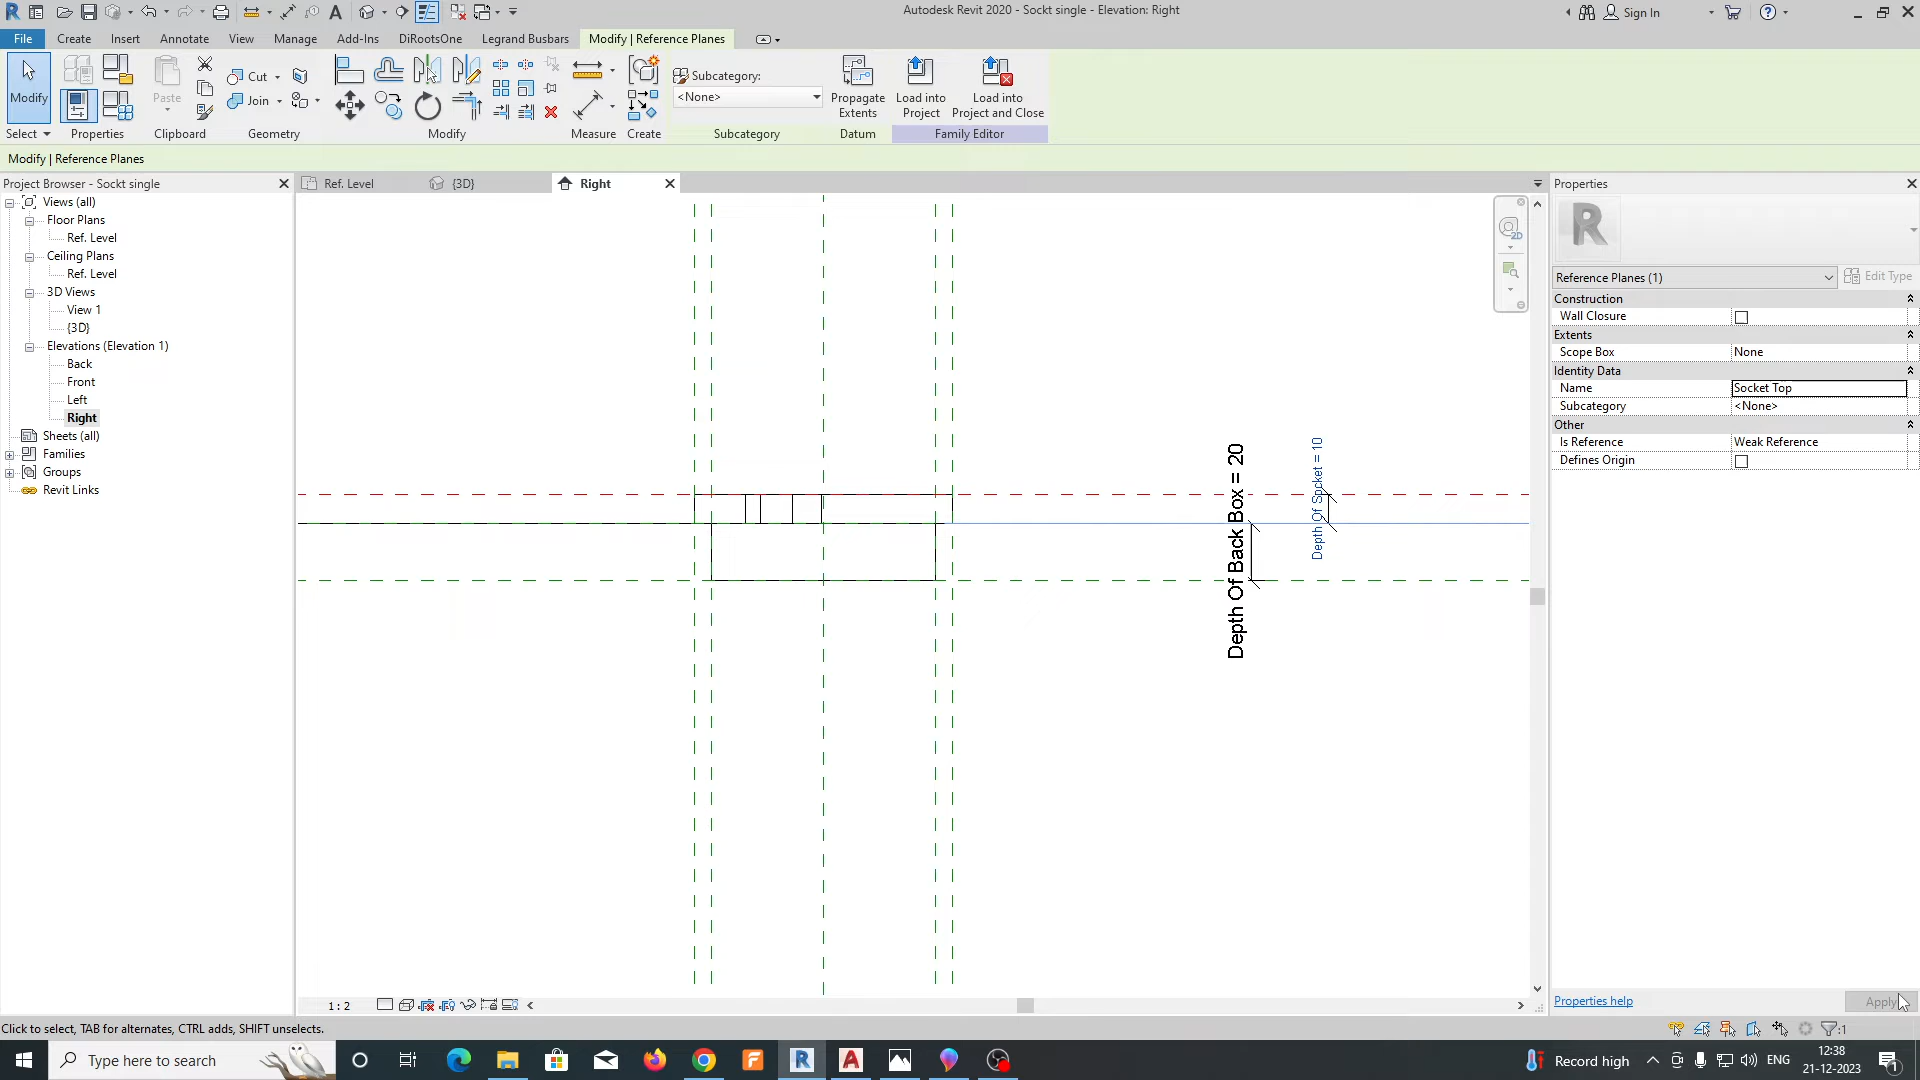 Autodesk Revit 2020 - Sockt single - Elevation: Right
Sign In
File Create Insert Annotate View Manage Add-Ins DiRootsOne Legrand Busbars Modify | Reference Planes
Modify
Paste
Cut
Join
Subcategory:
<None>
Propagate Extents
Load into Project
Load into Project and Close
Select Properties Clipboard Geometry Modify Measure Create Subcategory Datum Family Editor
Modify | Reference Planes
Project Browser - Sockt single
Ref. Level {3D} Right
Views (all)
Floor Plans
Ref. Level
Ceiling Plans
Ref. Level
3D Views
View 1
{3D}
Elevations (Elevation 1)
Back
Front
Left
Right
Sheets (all)
Families
Groups
Revit Links
2D
Depth Of Back Box = 20
Depth Of Socket = 10
Properties
Reference Planes (1)
Edit Type
Construction
Wall Closure
Extents
Scope Box None
Identity Data
Name Socket Top
Subcategory <None>
Other
Is Reference Weak Reference
Defines Origin
Properties help
Apply
1 : 2
Click to select, TAB for alternates, CTRL adds, SHIFT unselects.
:1
Type here to search
Record high
ENG
12:38
21-12-2023
1